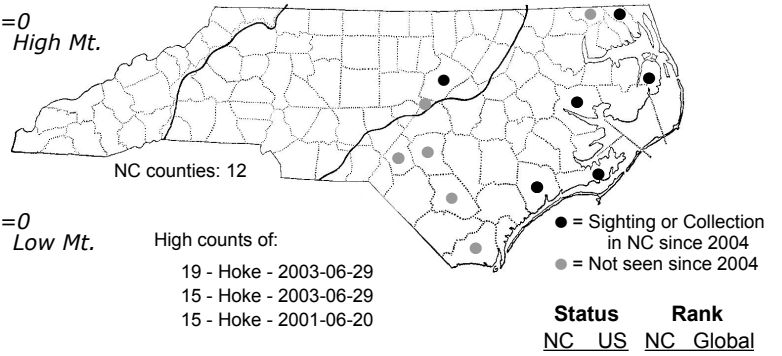 =0
High Mt.
NC counties: 12
=0
Low Mt.
High counts of:
19 - Hoke - 2003-06-29
15 - Hoke - 2003-06-29
15 - Hoke - 2001-06-20
= Sighting or Collection
in NC since 2004
= Not seen since 2004
Status Rank
NC US NC Global